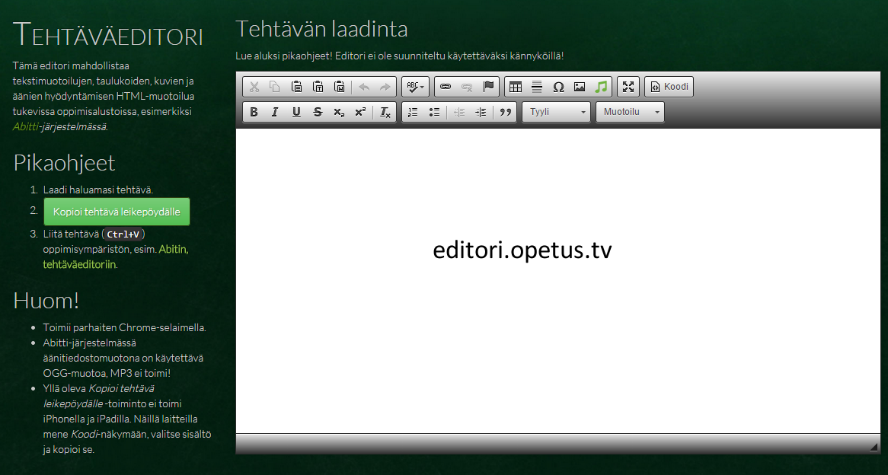 TEHTÄVÄEDITORI
Tämä editori mahdollistaa
tekstimuotoilujen, taulukoiden, kuvien ja
äänien hyödyntämisen HTML-muotoilua
tukevissa oppimisalustoissa, esimerkiksi
Abitti-järjestelmässä.
Pikaohjeet
1. Laadi haluamasi tehtävä.
2. Kopioi tehtävä leikepöydälle
3. Liitä tehtävä (Ctrl+V)
oppimisympäristön, esim. Abitin,
tehtäväeditoriin.
Huom!
• Toimii parhaiten Chrome-selaimella.
• Abitti-järjestelmässä
äänitiedostomuotona on käytettävä
OGG-muotoa, MP3 ei toimi!
• Yllä oleva Kopioi tehtävä
leikepöydälle -toiminto ei toimi
iPhonella ja iPadilla. Näillä laitteilla
mene Koodi-näkymään, valitse sisältö
ja kopioi se.
Tehtävän laadinta
Lue aluksi pikaohjeet! Editori ei ole suunniteltu käytettäväksi kännyköillä!
Koodi
B I U S x₂ x² Tx Tyyli Muotoilu
editori.opetus.tv